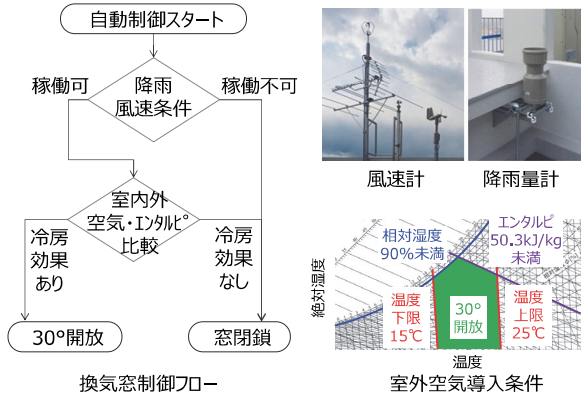 自動制御スタート
稼働可
降雨
風速条件
稼働不可
室内外
空気・エンタルピ
比較
冷房
効果
あり
冷房
効果
なし
30°開放
窓閉鎖
換気窓制御フロー
風速計
降雨量計
エンタルピ
50.3kJ/kg
未満
相対湿度
90%未満
絶対湿度
温度
下限
15℃
30°
開放
温度
上限
25℃
温度
室外空気導入条件